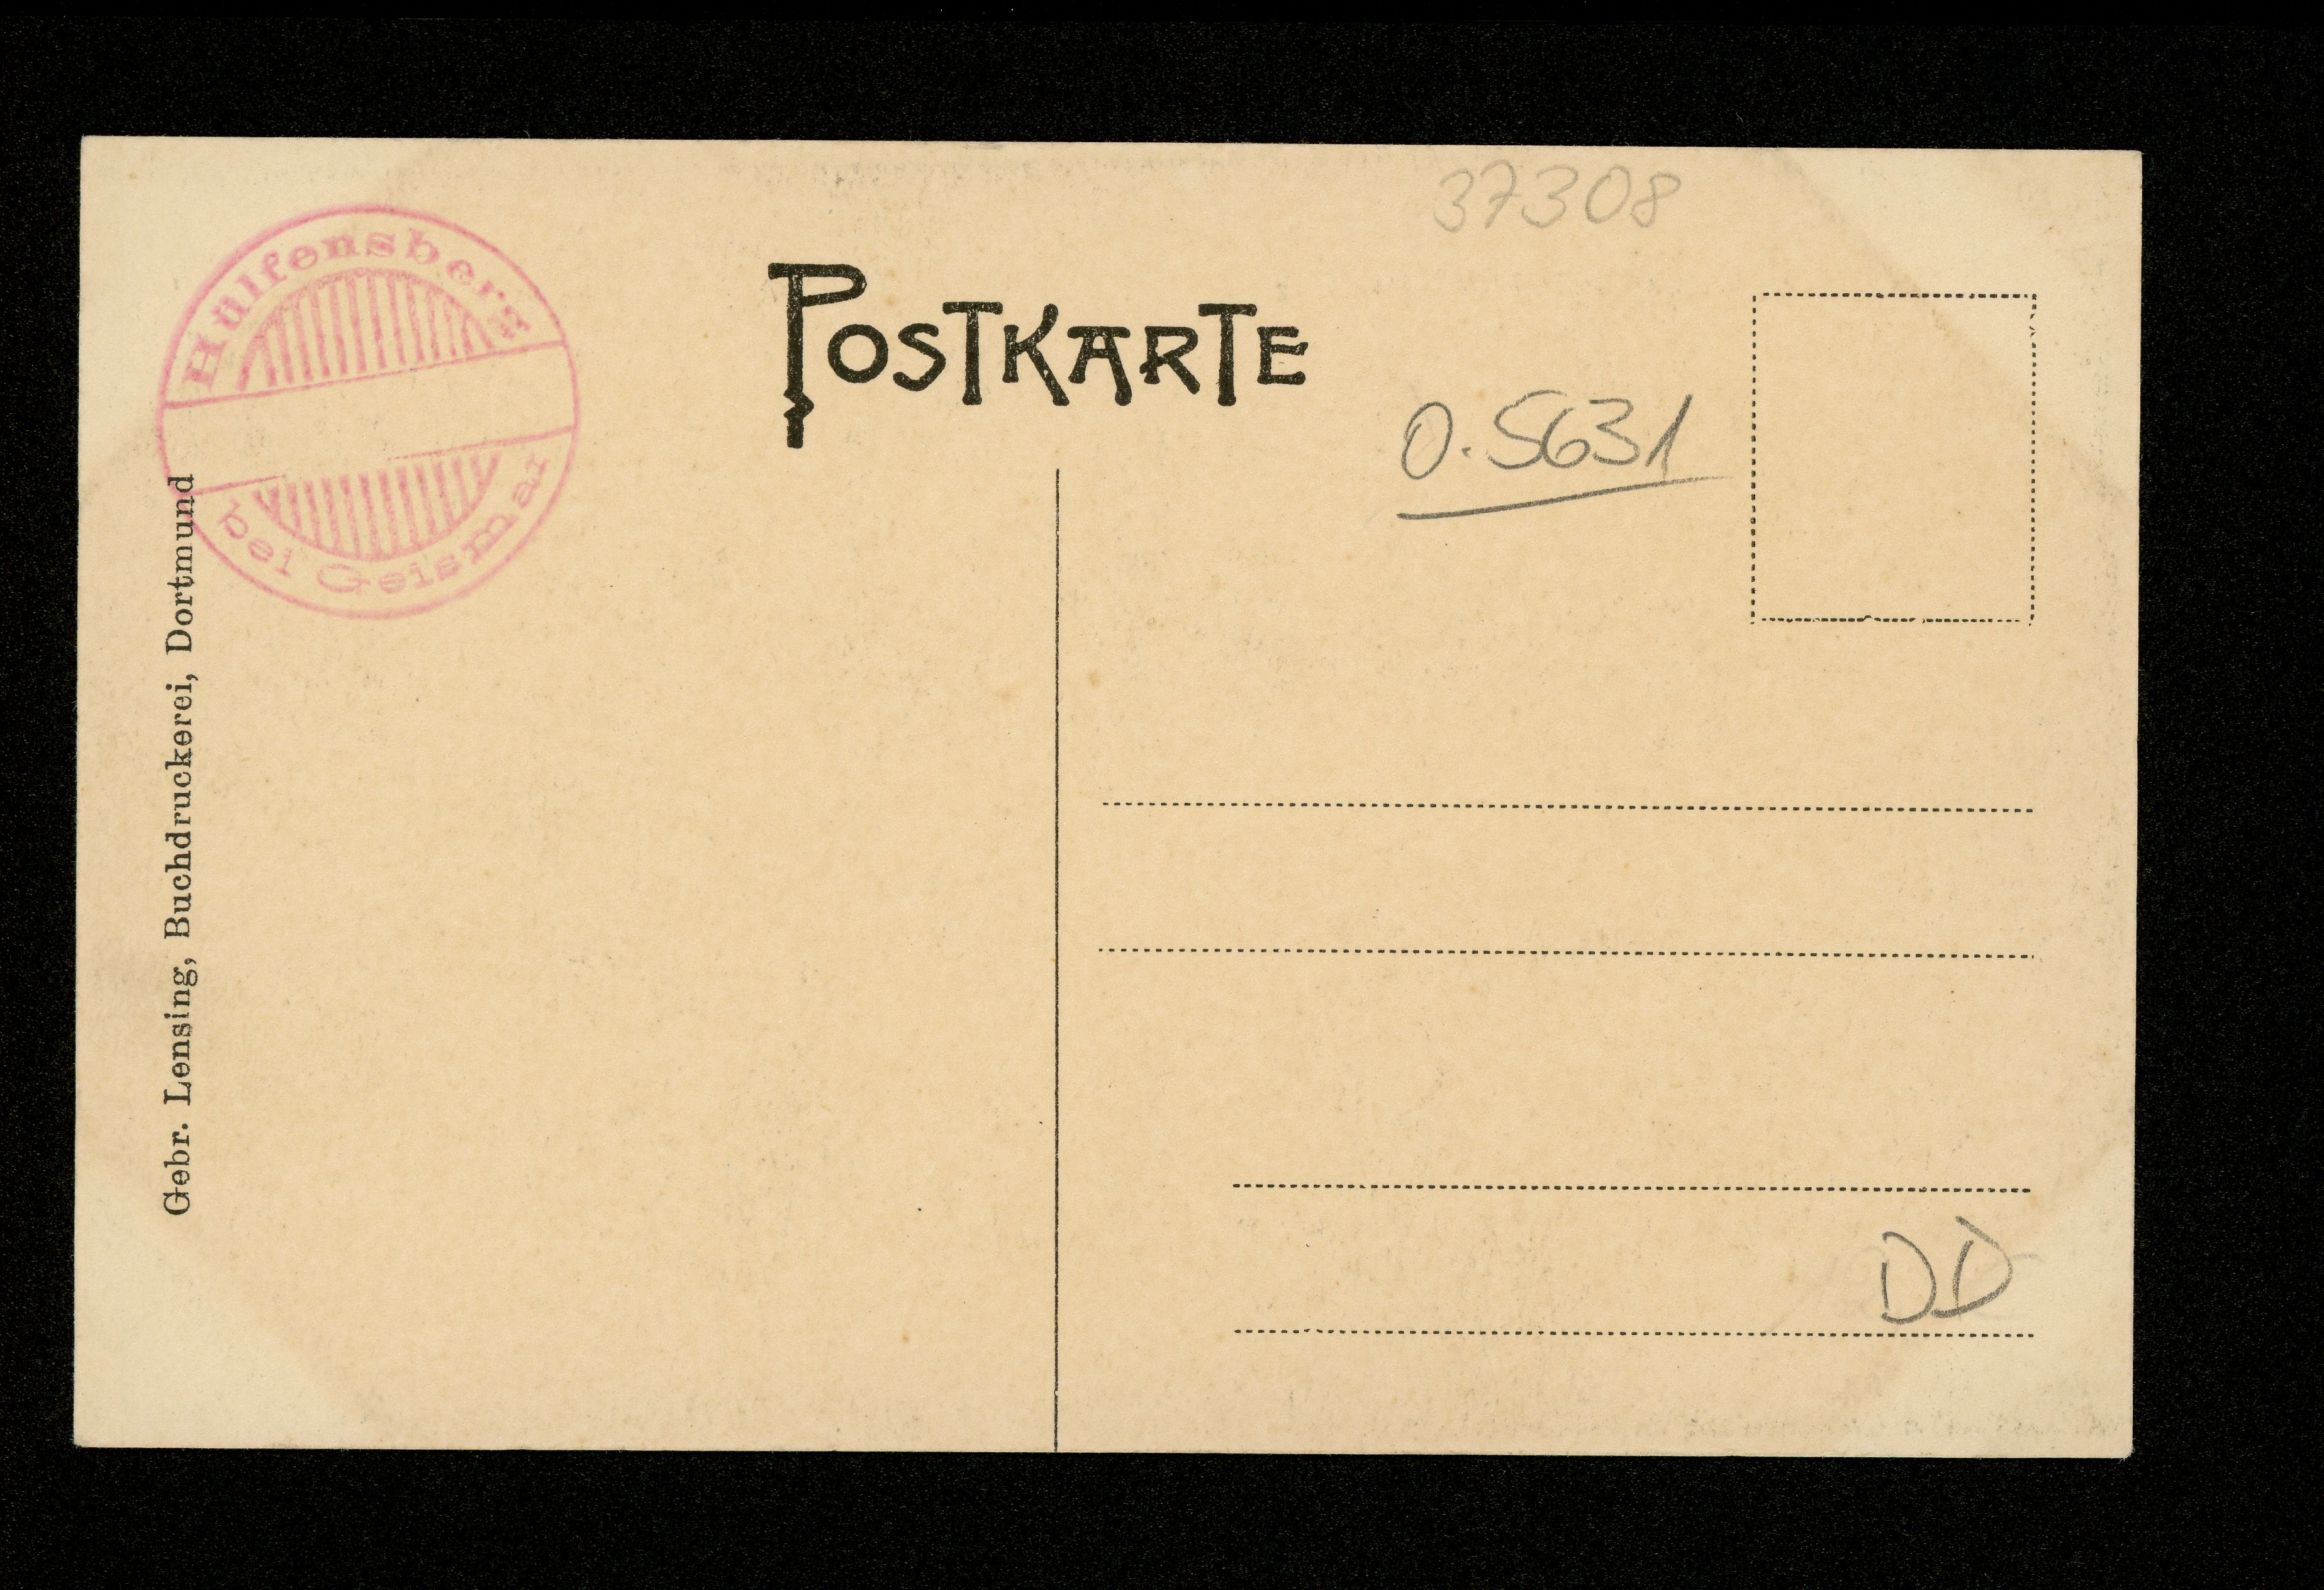 37308
Hülfensberg
bei Geismar
POSTKARTE
0.5631
Gebr. Lensing, Buchdruckerei, Dortmund
DD